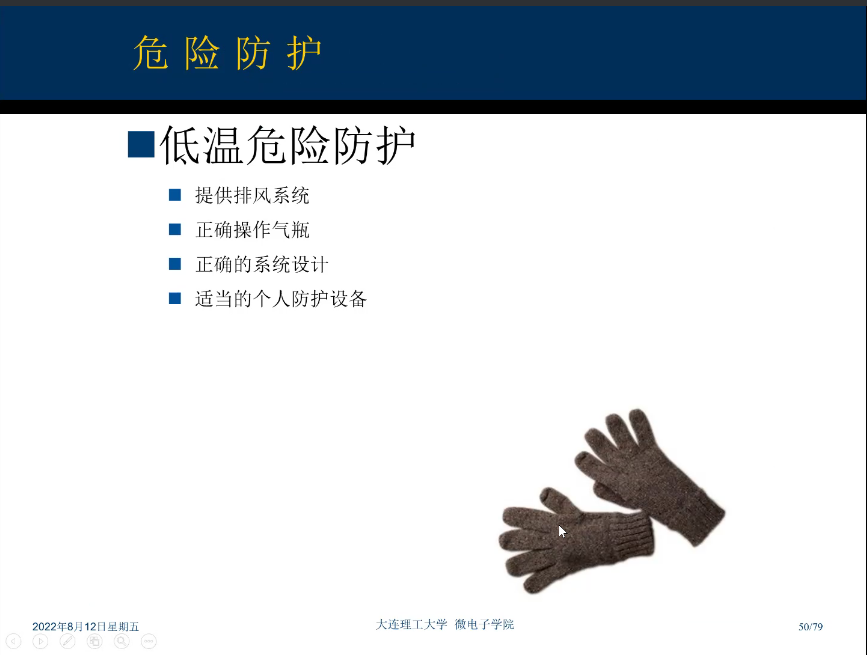 危险防护
低温危险防护
提供排风系统
正确操作气瓶
正确的系统设计
适当的个人防护设备
2022年8月12日星期五
大连理工大学 微电子学院
50/79